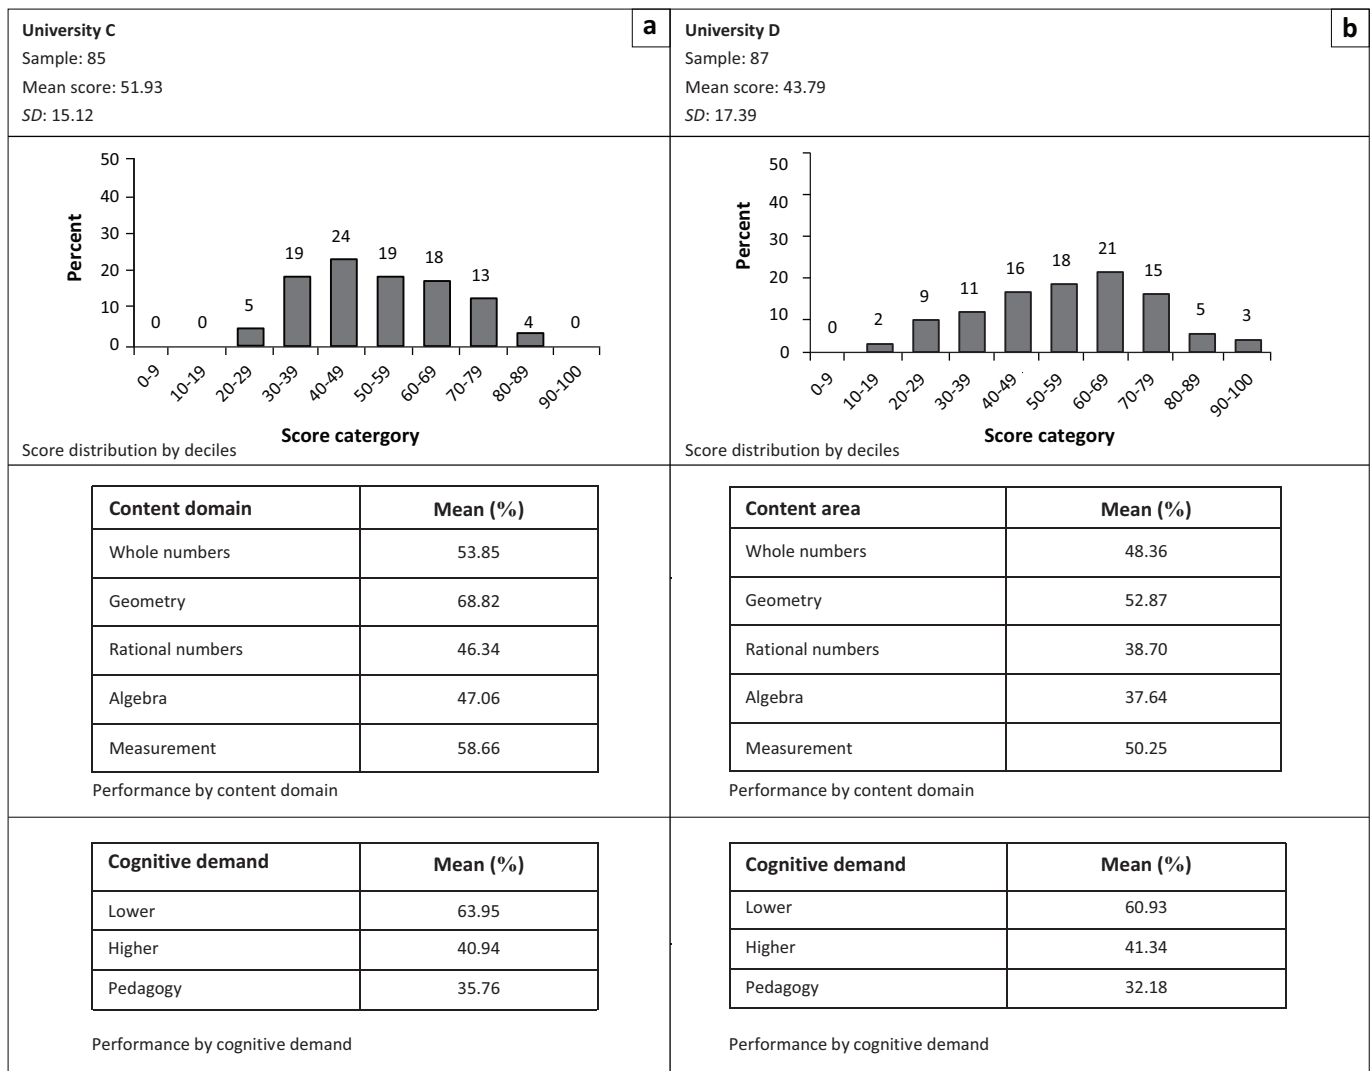 University C
a
Sample: 85
Mean score: 51.93
SD: 15.12
Percent
50
40
30
20
10
0
0
0
5
19
24
19
18
13
4
0
0-9
10-19
20-29
30-39
40-49
50-59
60-69
70-79
80-89
90-100
Score catergory
Score distribution by deciles
Content domain Mean (%)
Whole numbers 53.85
Geometry 68.82
Rational numbers 46.34
Algebra 47.06
Measurement 58.66
Performance by content domain
Cognitive demand Mean (%)
Lower 63.95
Higher 40.94
Pedagogy 35.76
Performance by cognitive demand
University D
b
Sample: 87
Mean score: 43.79
SD: 17.39
Percent
50
40
30
20
10
0
0
2
9
11
16
18
21
15
5
3
0-9
10-19
20-29
30-39
40-49
50-59
60-69
70-79
80-89
90-100
Score category
Score distribution by deciles
Content area Mean (%)
Whole numbers 48.36
Geometry 52.87
Rational numbers 38.70
Algebra 37.64
Measurement 50.25
Performance by content domain
Cognitive demand Mean (%)
Lower 60.93
Higher 41.34
Pedagogy 32.18
Performance by cognitive demand